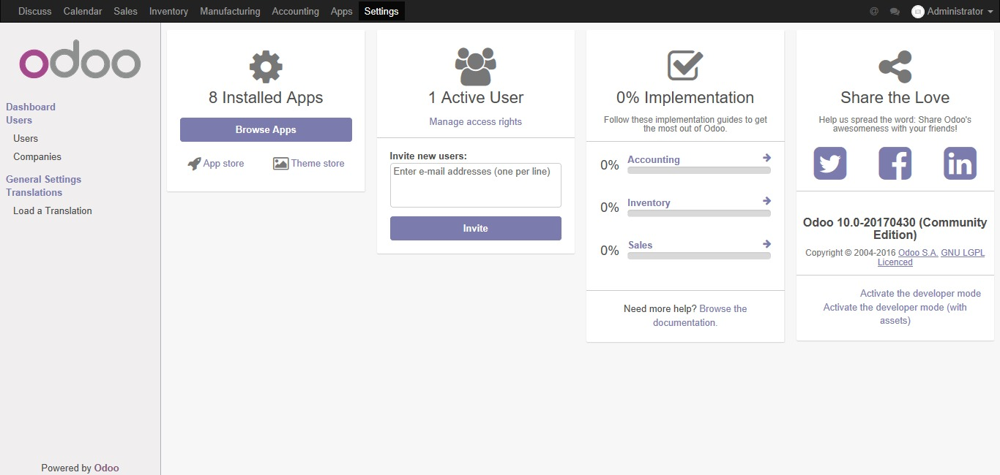 Discuss Calendar Sales Inventory Manufacturing Accounting Apps Settings @ Administrator
odoo
Dashboard
Users
Users
Companies
General Settings
Translations
Load a Translation
Powered by Odoo
8 Installed Apps
Browse Apps
App store Theme store
1 Active User
Manage access rights
Invite new users:
Enter e-mail addresses (one per line)
Invite
0% Implementation
Follow these implementation guides to get
the most out of Odoo.
0% Accounting
0% Inventory
0% Sales
Need more help? Browse the
documentation.
Share the Love
Help us spread the word: Share Odoo's
awesomeness with your friends!
Odoo 10.0-20170430 (Community
Edition)
Copyright © 2004-2016 Odoo S.A. GNU LGPL
Licenced
Activate the developer mode
Activate the developer mode (with
assets)